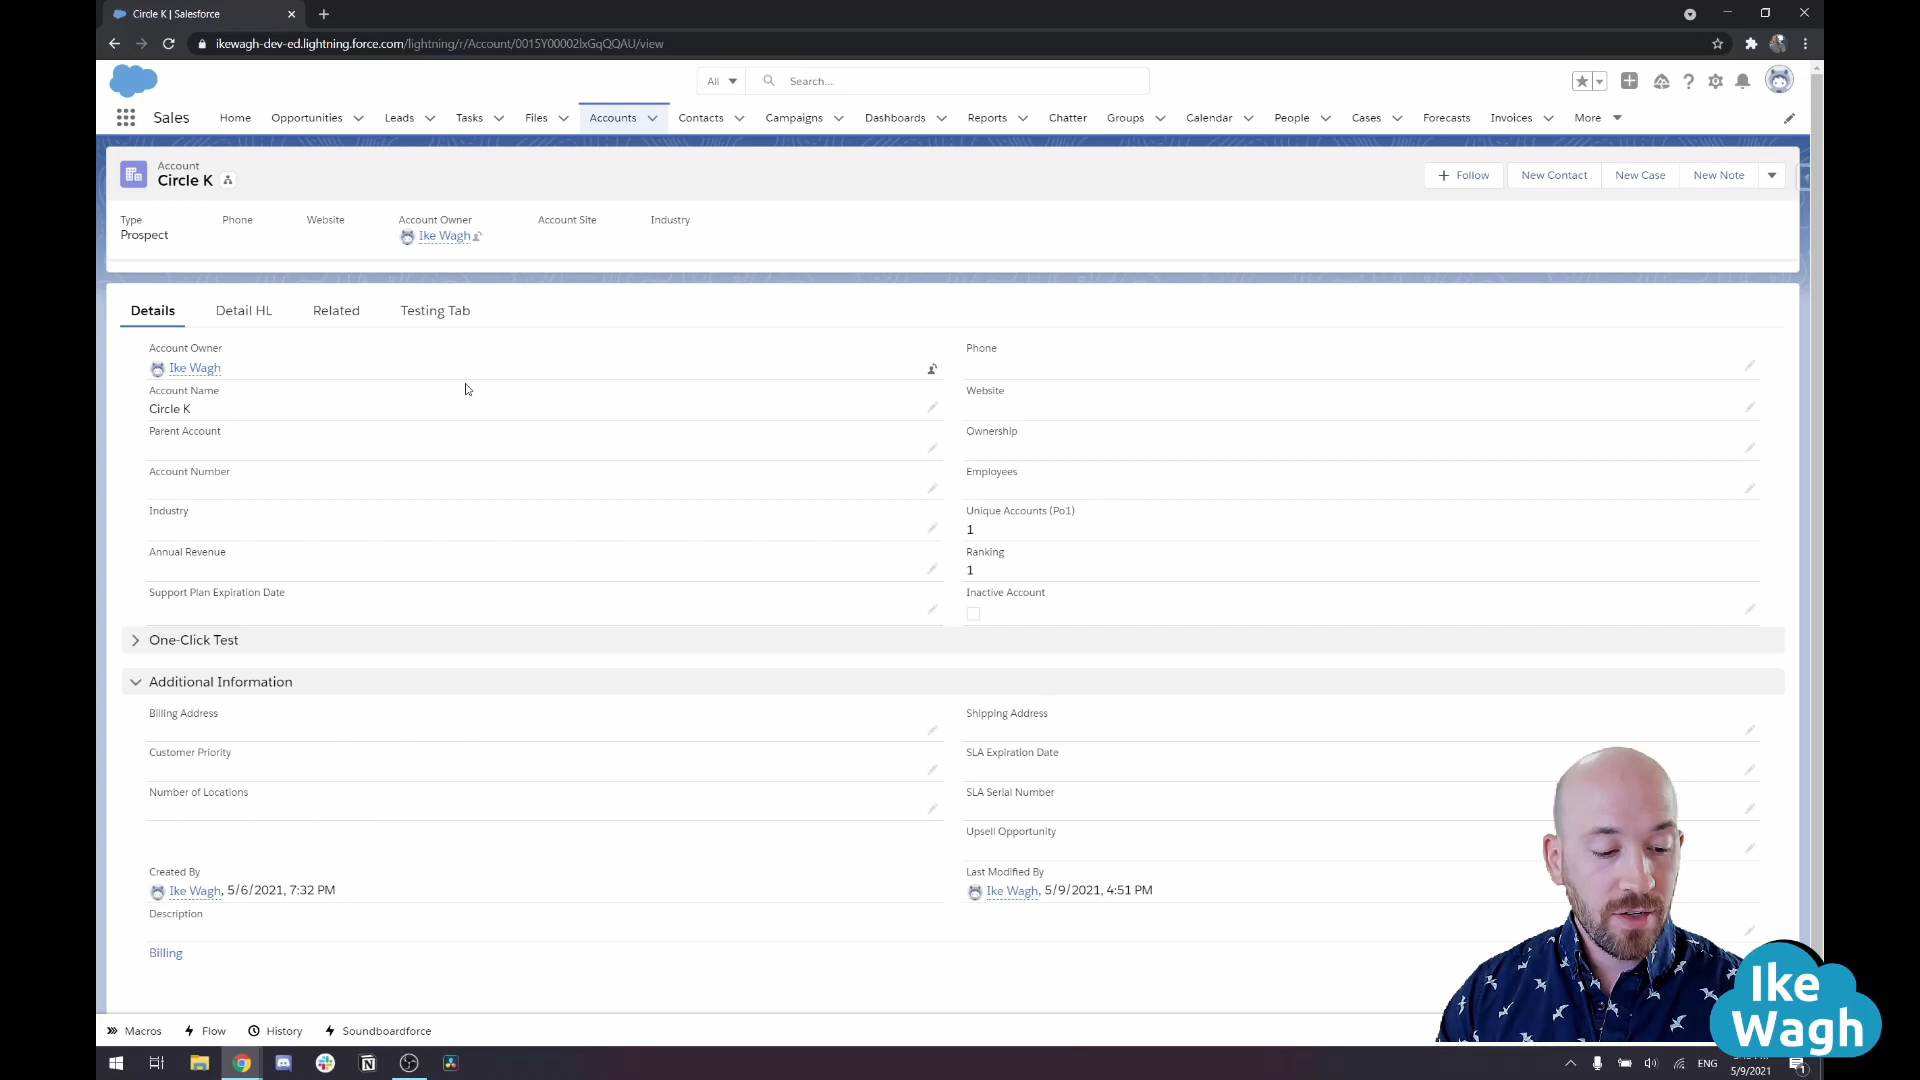 Circle K | Salesforce
ikewagh-dev-ed.lightning.force.com/lightning/r/Account/0015Y00002lxGqQQAU/view
All Search...
Sales Home Opportunities Leads Tasks Files Accounts Contacts Campaigns Dashboards Reports Chatter Groups Calendar People Cases Forecasts Invoices More
Account
Circle K
Follow New Contact New Case New Note
Type Phone Website Account Owner Account Site Industry
Prospect Ike Wagh
Details Detail HL Related Testing Tab
Account Owner Phone
Ike Wagh
Account Name Website
Circle K
Parent Account Ownership
Account Number Employees
Industry Unique Accounts (Po1)
1
Annual Revenue Ranking
1
Support Plan Expiration Date Inactive Account
One-Click Test
Additional Information
Billing Address Shipping Address
Customer Priority SLA Expiration Date
Number of Locations SLA Serial Number
Upsell Opportunity
Created By Last Modified By
Ike Wagh, 5/6/2021, 7:32 PM Ike Wagh, 5/9/2021, 4:51 PM
Description
Billing
Ike
Wagh
Macros Flow History Soundboardforce
ENG
5/9/2021